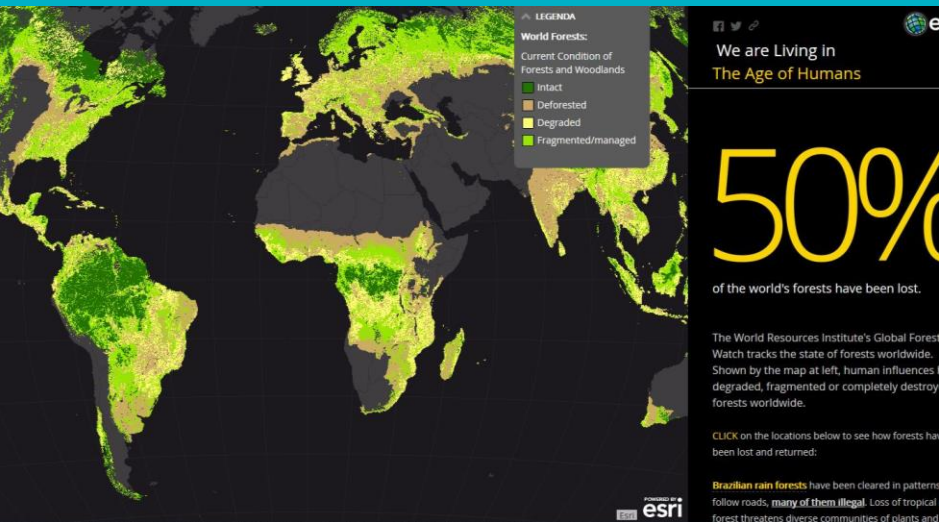 LEGENDA
World Forests:
Current Condition of
Forests and Woodlands
Intact
Deforested
Degraded
Fragmented/managed
POWERED BY
esri
Esri
e
We are Living in
The Age of Humans
50%
of the world's forests have been lost.
The World Resources Institute's Global Forest
Watch tracks the state of forests worldwide.
Shown by the map at left, human influences h
degraded, fragmented or completely destroye
forests worldwide.
CLICK on the locations below to see how forests hav
been lost and returned:
Brazilian rain forests have been cleared in patterns
follow roads, many of them illegal. Loss of tropical
forest threatens diverse communities of plants and